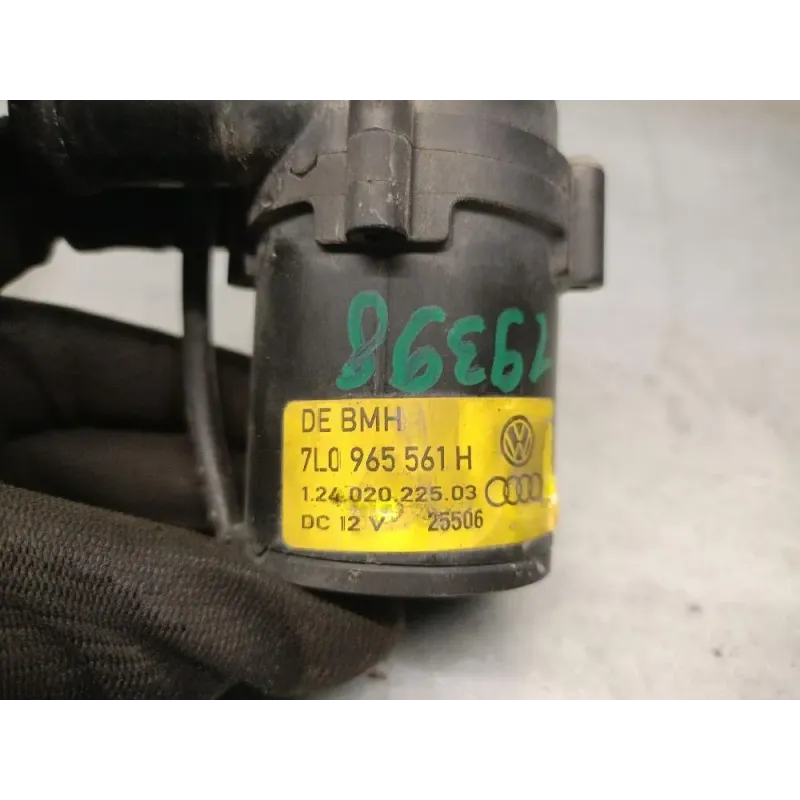 19398
DE BMH
7L0 965 561 H
1.24 020.225.03
DC 12 V 25506